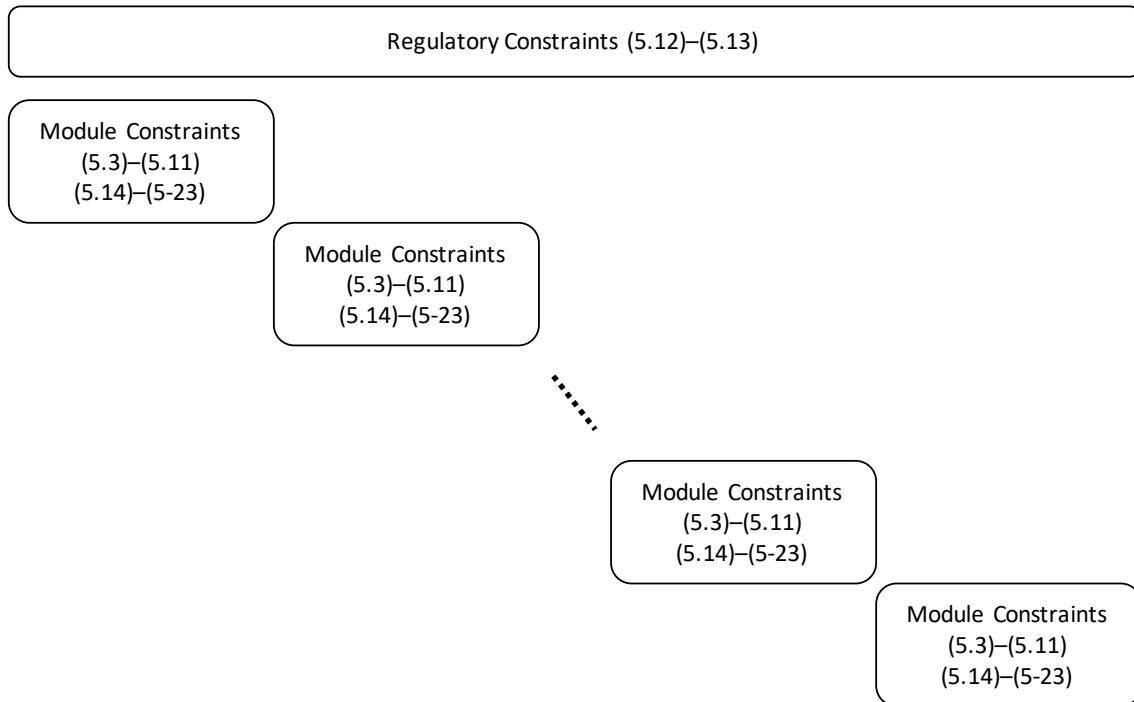 Regulatory Constraints (5.12)–(5.13)
Module Constraints
(5.3)–(5.11)
(5.14)–(5-23)
Module Constraints
(5.3)–(5.11)
(5.14)–(5-23)
Module Constraints
(5.3)–(5.11)
(5.14)–(5-23)
Module Constraints
(5.3)–(5.11)
(5.14)–(5-23)